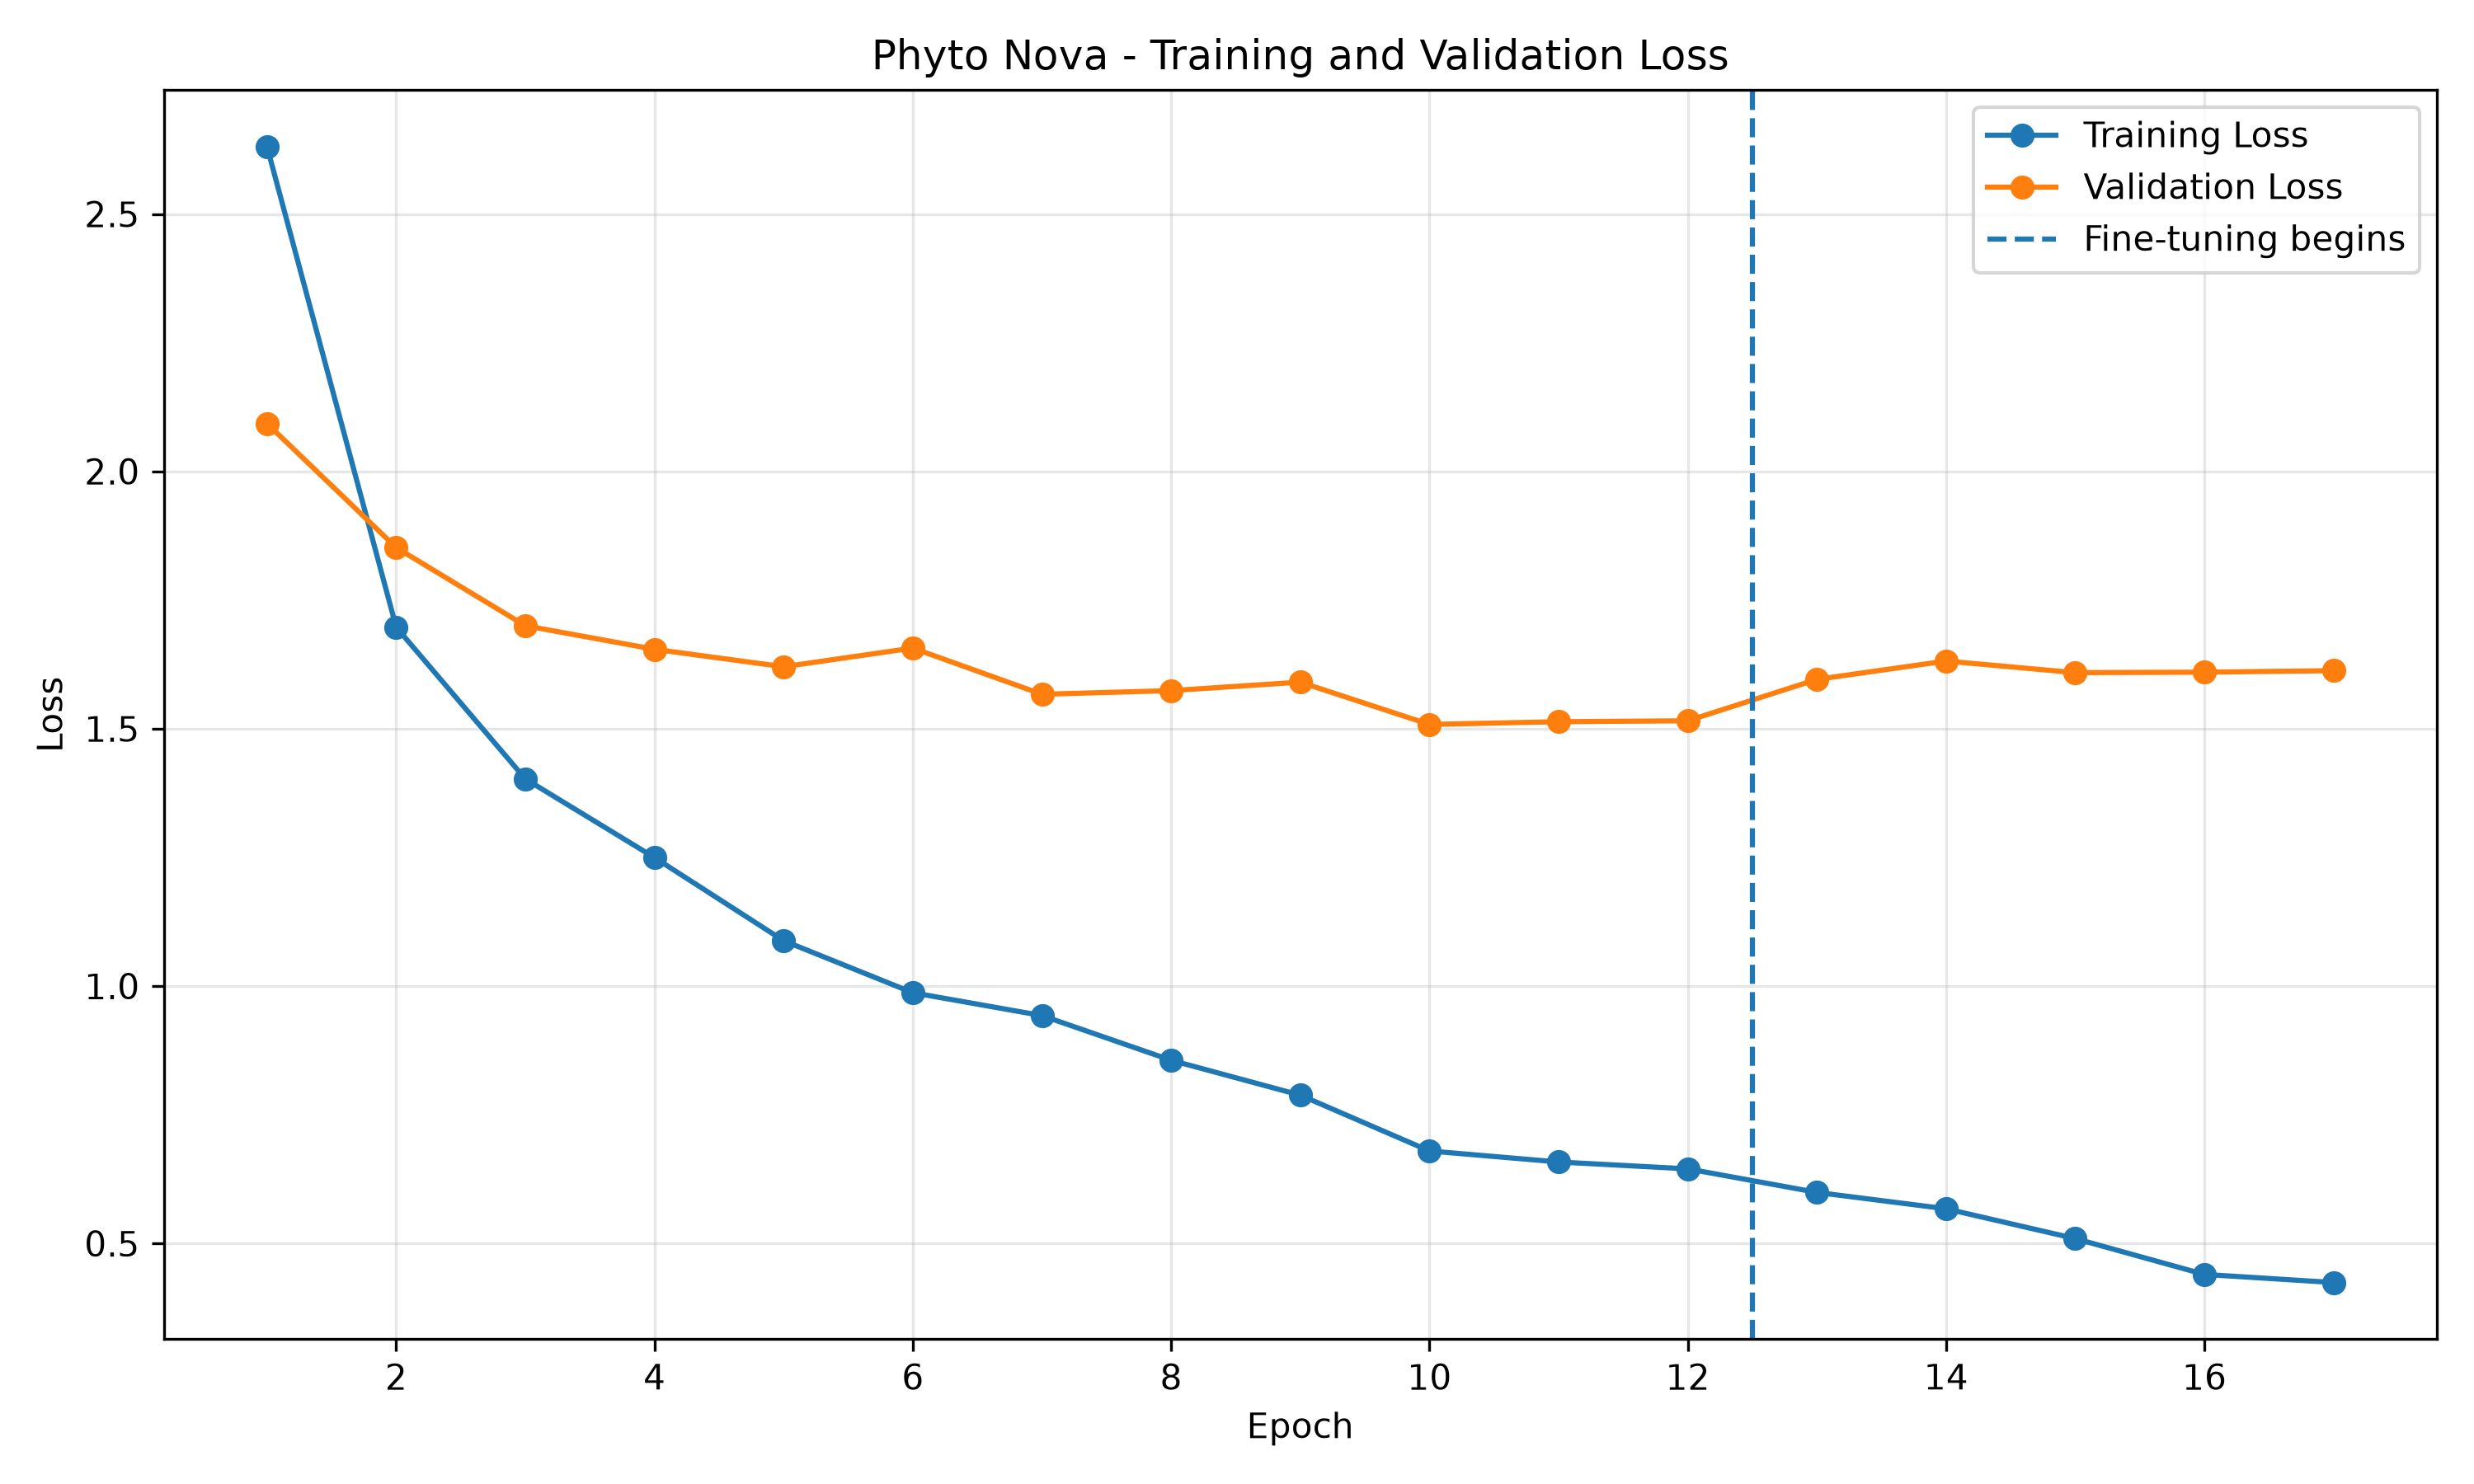 Phyto Nova - Training and Validation Loss
Training Loss
Validation Loss
Fine-tuning begins
2.5
2.0
1.5
1.0
0.5
Loss
2 4 6 8 10 12 14 16
Epoch